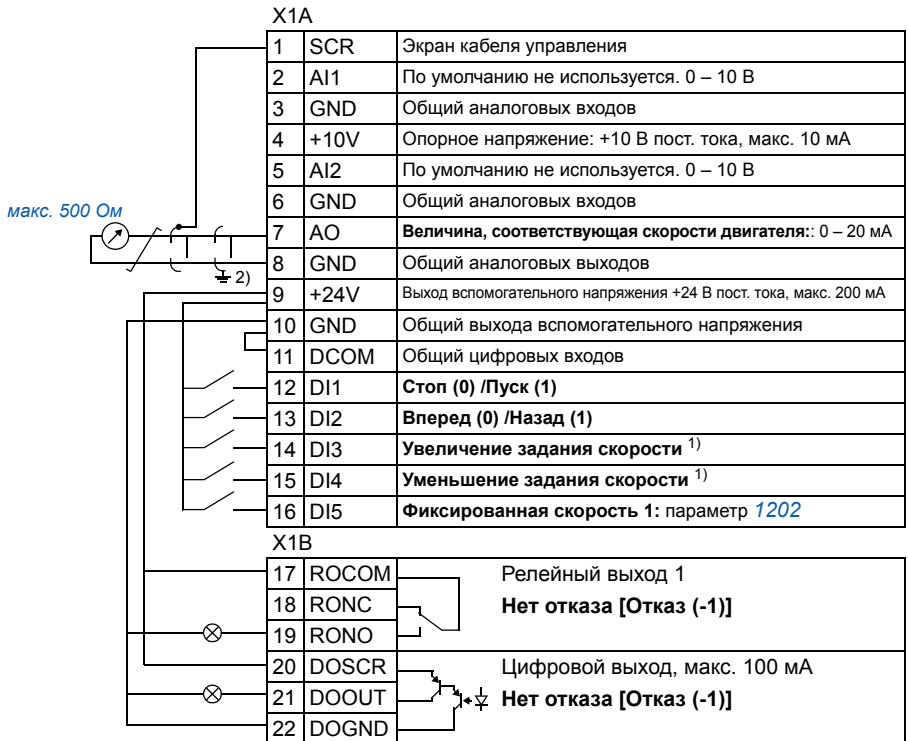 X1A
1 SCR Экран кабеля управления
2 AI1 По умолчанию не используется. 0 – 10 В
3 GND Общий аналоговых входов
4 +10V Опорное напряжение: +10 В пост. тока, макс. 10 мА
5 AI2 По умолчанию не используется. 0 – 10 В
6 GND Общий аналоговых входов
макс. 500 Ом
7 AO Величина, соответствующая скорости двигателя:: 0 – 20 мА
8 GND Общий аналоговых выходов
2)
9 +24V Выход вспомогательного напряжения +24 В пост. тока, макс. 200 мА
10 GND Общий выхода вспомогательного напряжения
11 DCOM Общий цифровых входов
12 DI1 Стоп (0) /Пуск (1)
13 DI2 Вперед (0) /Назад (1)
14 DI3 Увеличение задания скорости 1)
15 DI4 Уменьшение задания скорости 1)
16 DI5 Фиксированная скорость 1: параметр 1202
X1B
17 ROCOM Релейный выход 1
18 RONC Нет отказа [Отказ (-1)]
19 RONO
20 DOSCR Цифровой выход, макс. 100 мА
21 DOOUT Нет отказа [Отказ (-1)]
22 DOGND